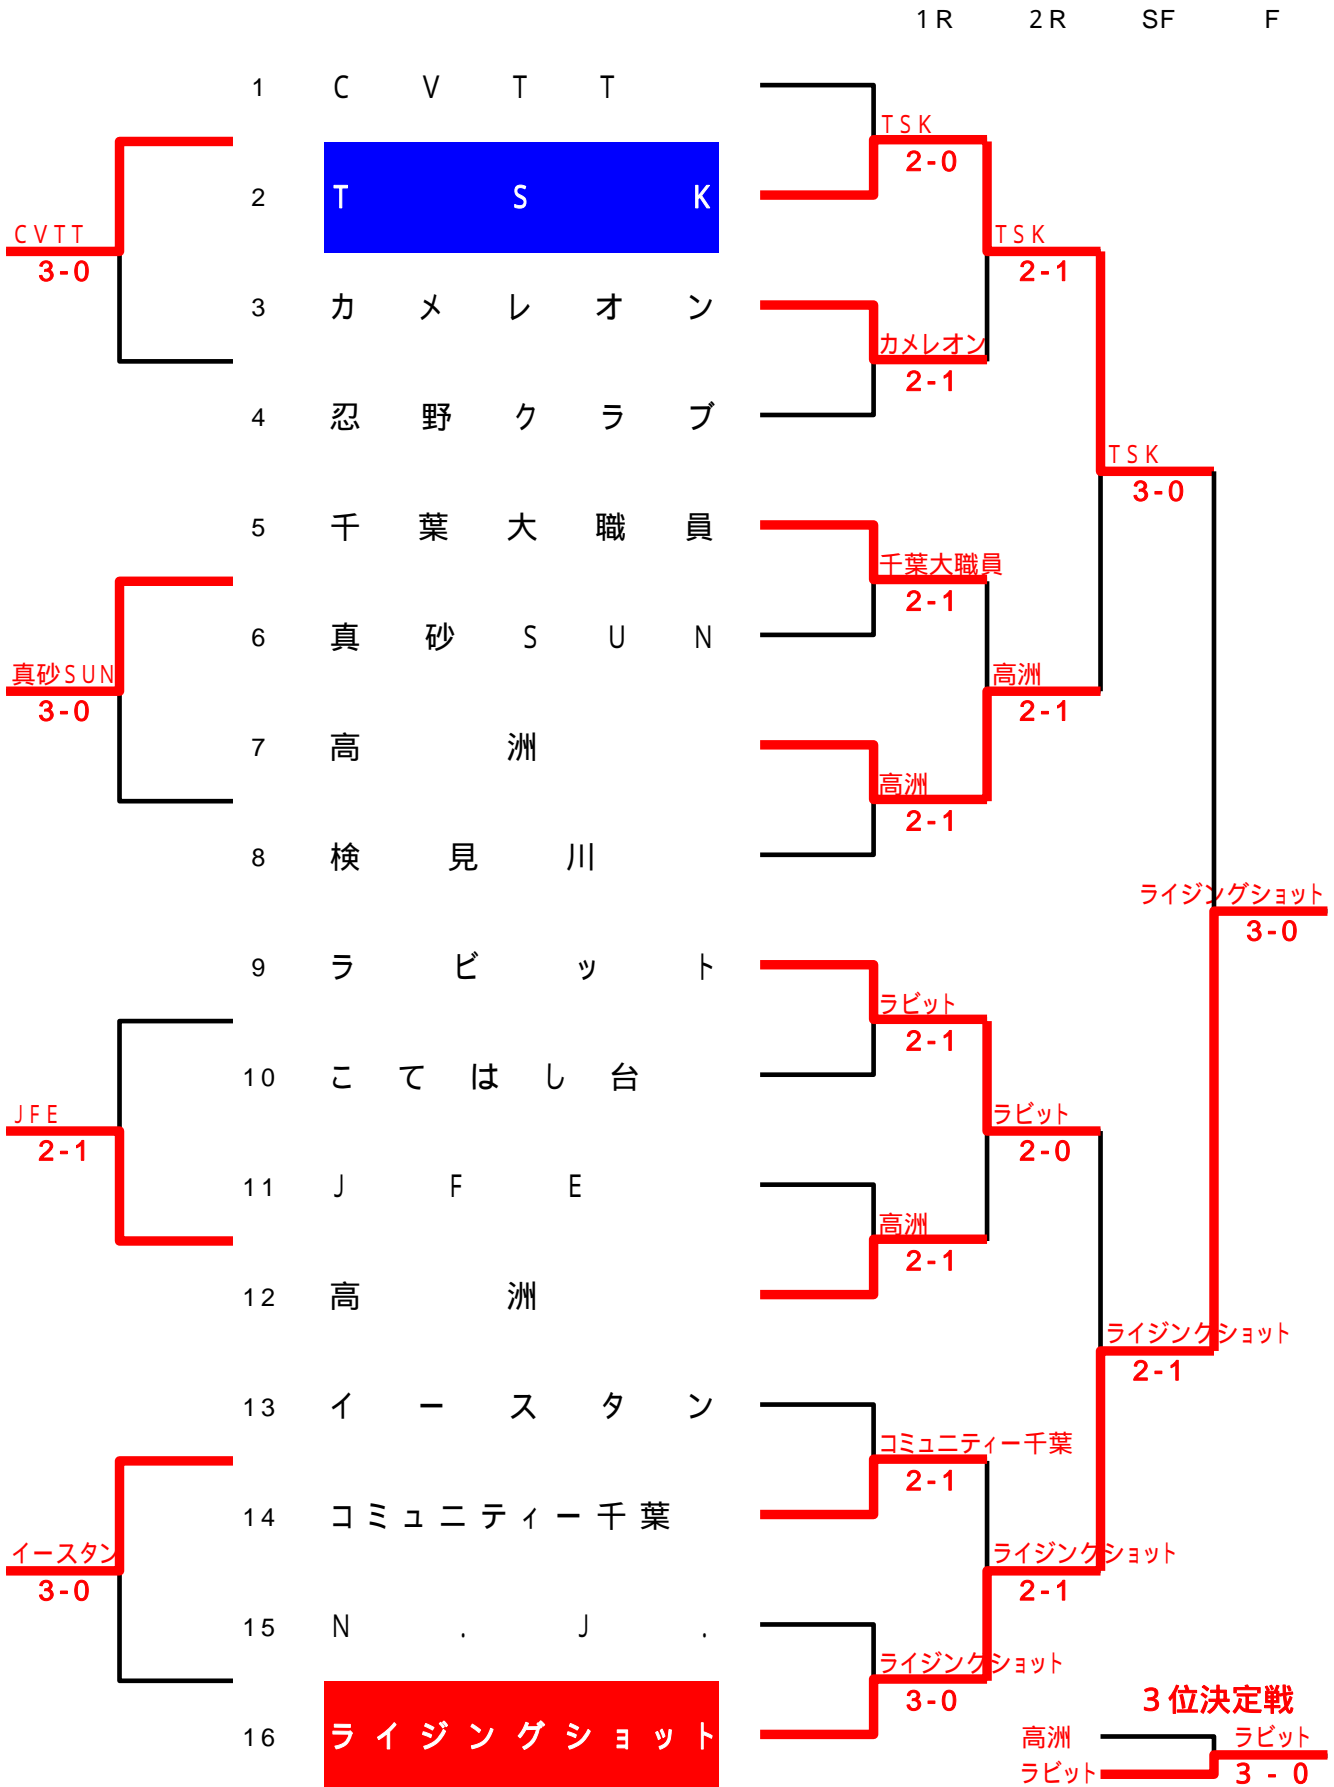 1R 2R SF F
1 CVTT
TSK
2-0
2 TSK
CVTT
3-0
TSK
2-1
3 カメレオン
カメレオン
2-1
4 忍野クラブ
TSK
3-0
5 千葉大職員
千葉大職員
2-1
6 真砂SUN
真砂SUN
3-0
高洲
2-1
7 高洲
高洲
2-1
8 検見川
ライジングショット
3-0
9 ラビット
ラビット
2-1
10 こてはし台
JFE
2-1
ラビット
2-0
11 JFE
高洲
2-1
12 高洲
ライジングショット
2-1
13 イースタン
コミュニティー千葉
2-1
14 コミュニティー千葉
イースタン
3-0
ライジングショット
2-1
15 N.J.
ライジングショット
3-0
16 ライジングショット
3位決定戦
高洲
ラビット
ラビット
3-0